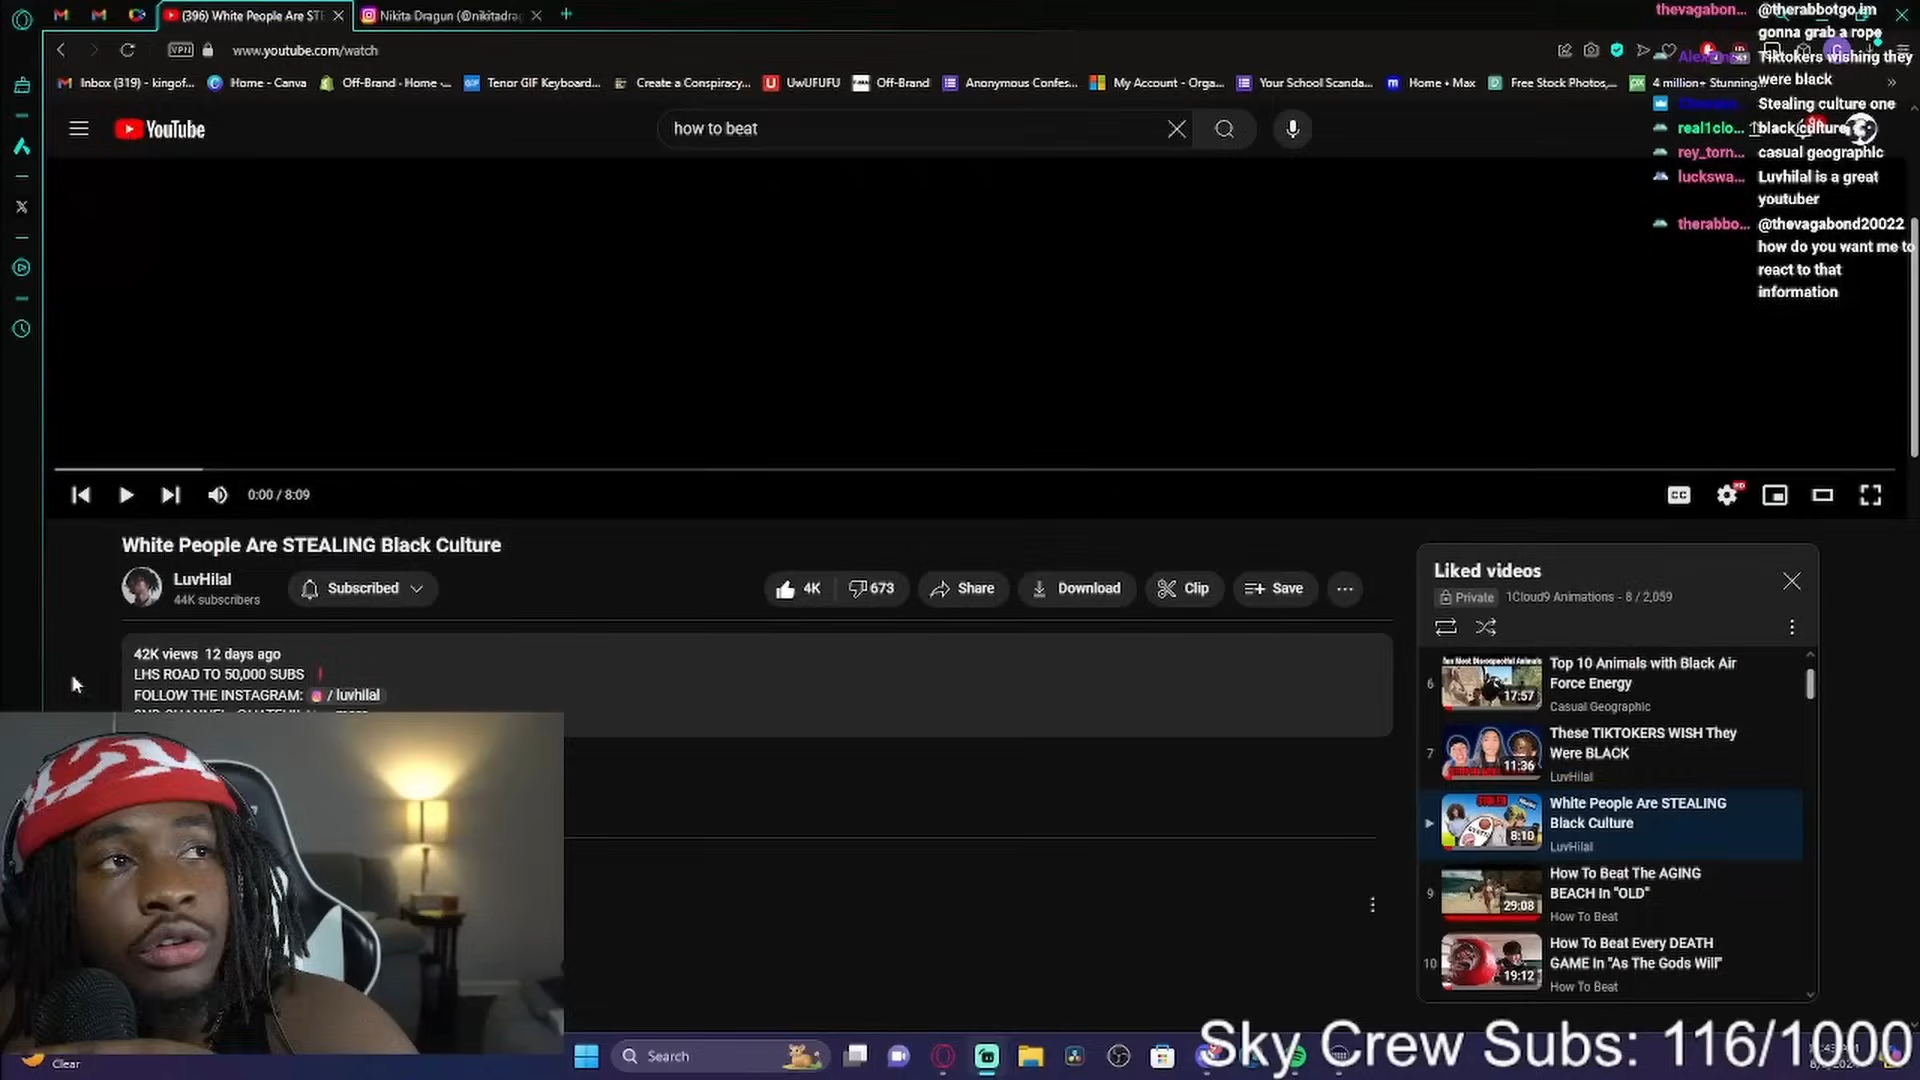 (396) White People Are ST
Nikita Dragun (@nikitadra
VPN
www.youtube.com/watch
Inbox (319) - kingof...
Home - Canva
Off-Brand - Home -...
Tenor GIF Keyboard...
Create a Conspiracy...
UwUFUFU
Off-Brand
Anonymous Confes...
My Account - Orga...
Your School Scanda...
Home • Max
Free Stock Photos,...
4 million+ Stunning...
YouTube
how to beat
thevagabon... @therabbotgo im
gonna grab a rope
Tiktokers wishing they
were black
Stealing culture one
real1clo... black culture
rey_torn... casual geographic
luckswa... Luvhilal is a great
youtuber
therabbo... @thevagabond20022
how do you want me to
react to that
information
0:00 / 8:09
CC
HD
White People Are STEALING Black Culture
LuvHilal
44K subscribers
Subscribed
4K
673
Share
Download
Clip
Save
42K views 12 days ago
LHS ROAD TO 50,000 SUBS
FOLLOW THE INSTAGRAM: / luvhilal
Liked videos
Private
1Cloud9 Animations - 8 / 2,059
6
17:57
Top 10 Animals with Black Air
Force Energy
Casual Geographic
7
11:36
These TIKTOKERS WISH They
Were BLACK
LuvHilal
8:10
White People Are STEALING
Black Culture
LuvHilal
9
29:08
How To Beat The AGING
BEACH In "OLD"
How To Beat
10
19:12
How To Beat Every DEATH
GAME In "As The Gods Will"
How To Beat
Sky Crew Subs: 116/1000
Clear
Search